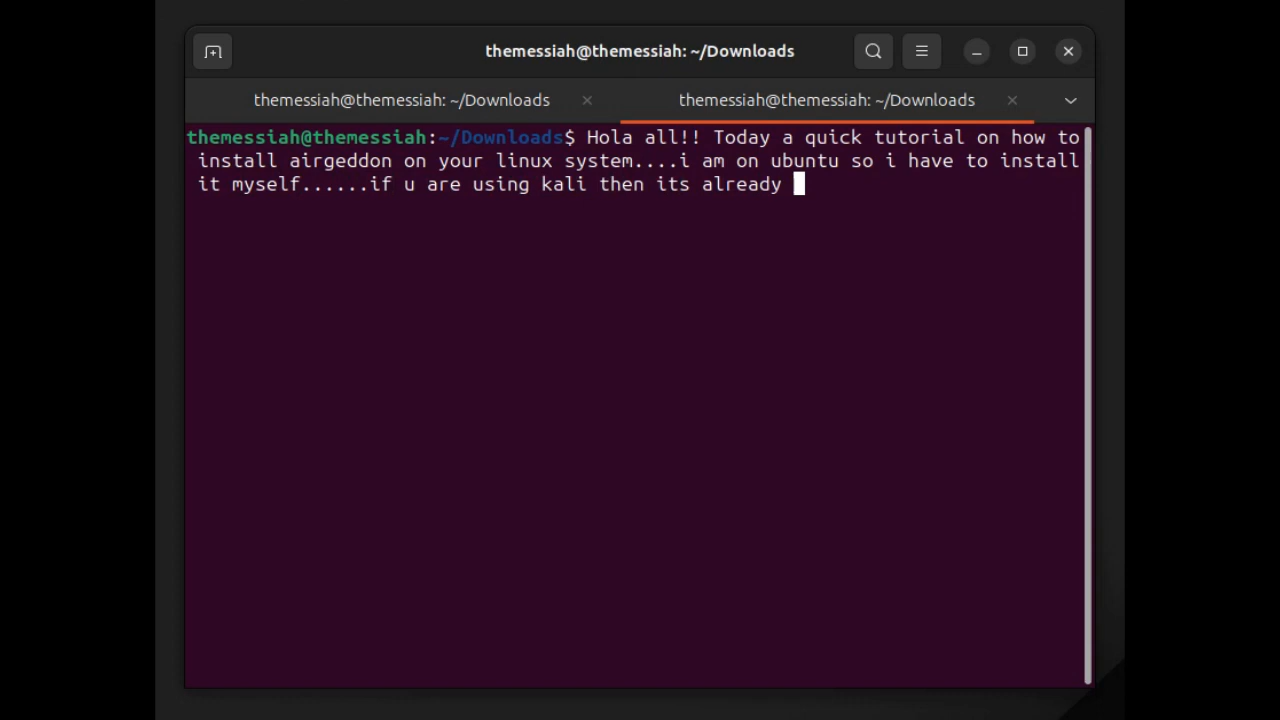 themessiah@themessiah: ~/Downloads
themessiah@themessiah: ~/Downloads themessiah@themessiah: ~/Downloads
themessiah@themessiah:~/Downloads$ Hola all!! Today a quick tutorial on how to
install airgeddon on your linux system....i am on ubuntu so i have to install
it myself......if u are using kali then its already